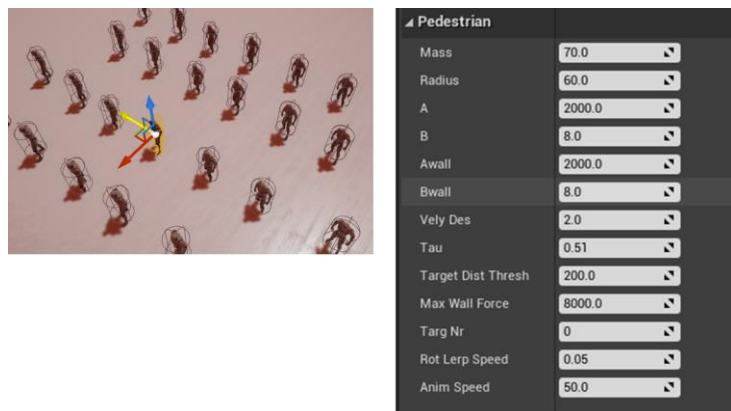 Pedestrian
Mass 70.0
Radius 60.0
A 2000.0
B 8.0
Awall 2000.0
Bwall 8.0
Vely Des 2.0
Tau 0.51
Target Dist Thresh 200.0
Max Wall Force 8000.0
Targ Nr 0
Rot Lerp Speed 0.05
Anim Speed 50.0